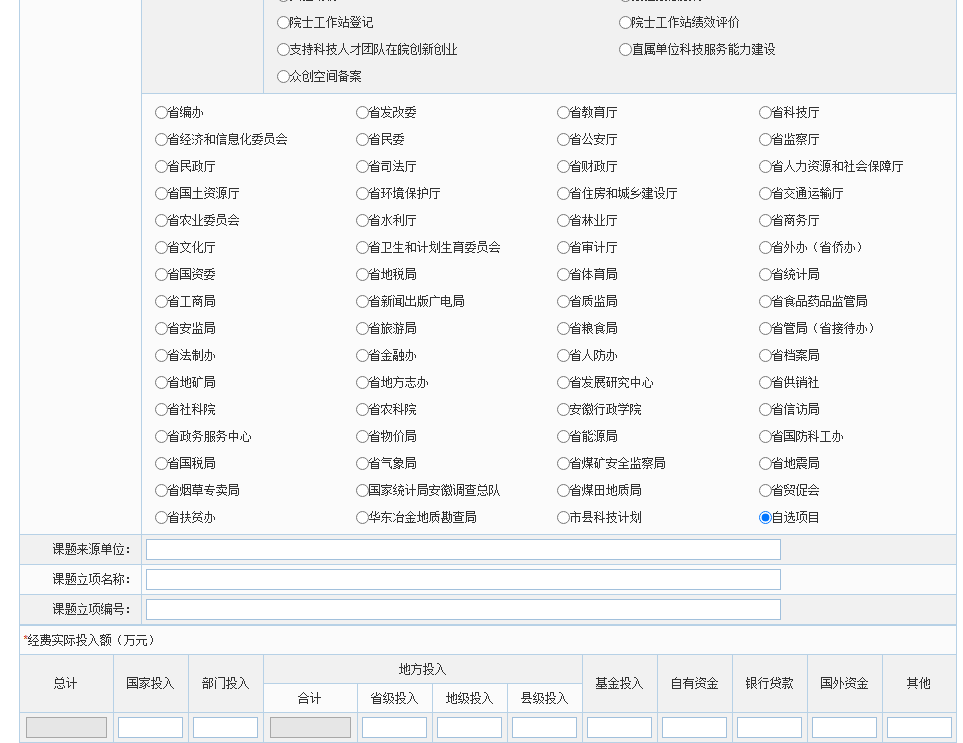 院士工作站登记 院士工作站绩效评价
支持科技人才团队在皖创新创业 直属单位科技服务能力建设
众创空间备案
省编办 省发改委 省教育厅 省科技厅
省经济和信息化委员会 省民委 省公安厅 省监察厅
省民政厅 省司法厅 省财政厅 省人力资源和社会保障厅
省国土资源厅 省环境保护厅 省住房和城乡建设厅 省交通运输厅
省农业委员会 省水利厅 省林业厅 省商务厅
省文化厅 省卫生和计划生育委员会 省审计厅 省外办（省侨办）
省国资委 省地税局 省体育局 省统计局
省工商局 省新闻出版广电局 省质监局 省食品药品监管局
省安监局 省旅游局 省粮食局 省管局（省接待办）
省法制办 省金融办 省人防办 省档案局
省地矿局 省地方志办 省发展研究中心 省供销社
省社科院 省农科院 安徽行政学院 省信访局
省政务服务中心 省物价局 省能源局 省国防科工办
省国税局 省气象局 省煤矿安全监察局 省地震局
省烟草专卖局 国家统计局安徽调查总队 省煤田地质局 省贸促会
省扶贫办 华东冶金地质勘查局 市县科技计划 自选项目
课题来源单位：
课题立项名称：
课题立项编号：
*经费实际投入额（万元）
总计 国家投入 部门投入 地方投入 基金投入 自有资金 银行贷款 国外资金 其他
合计 省级投入 地级投入 县级投入